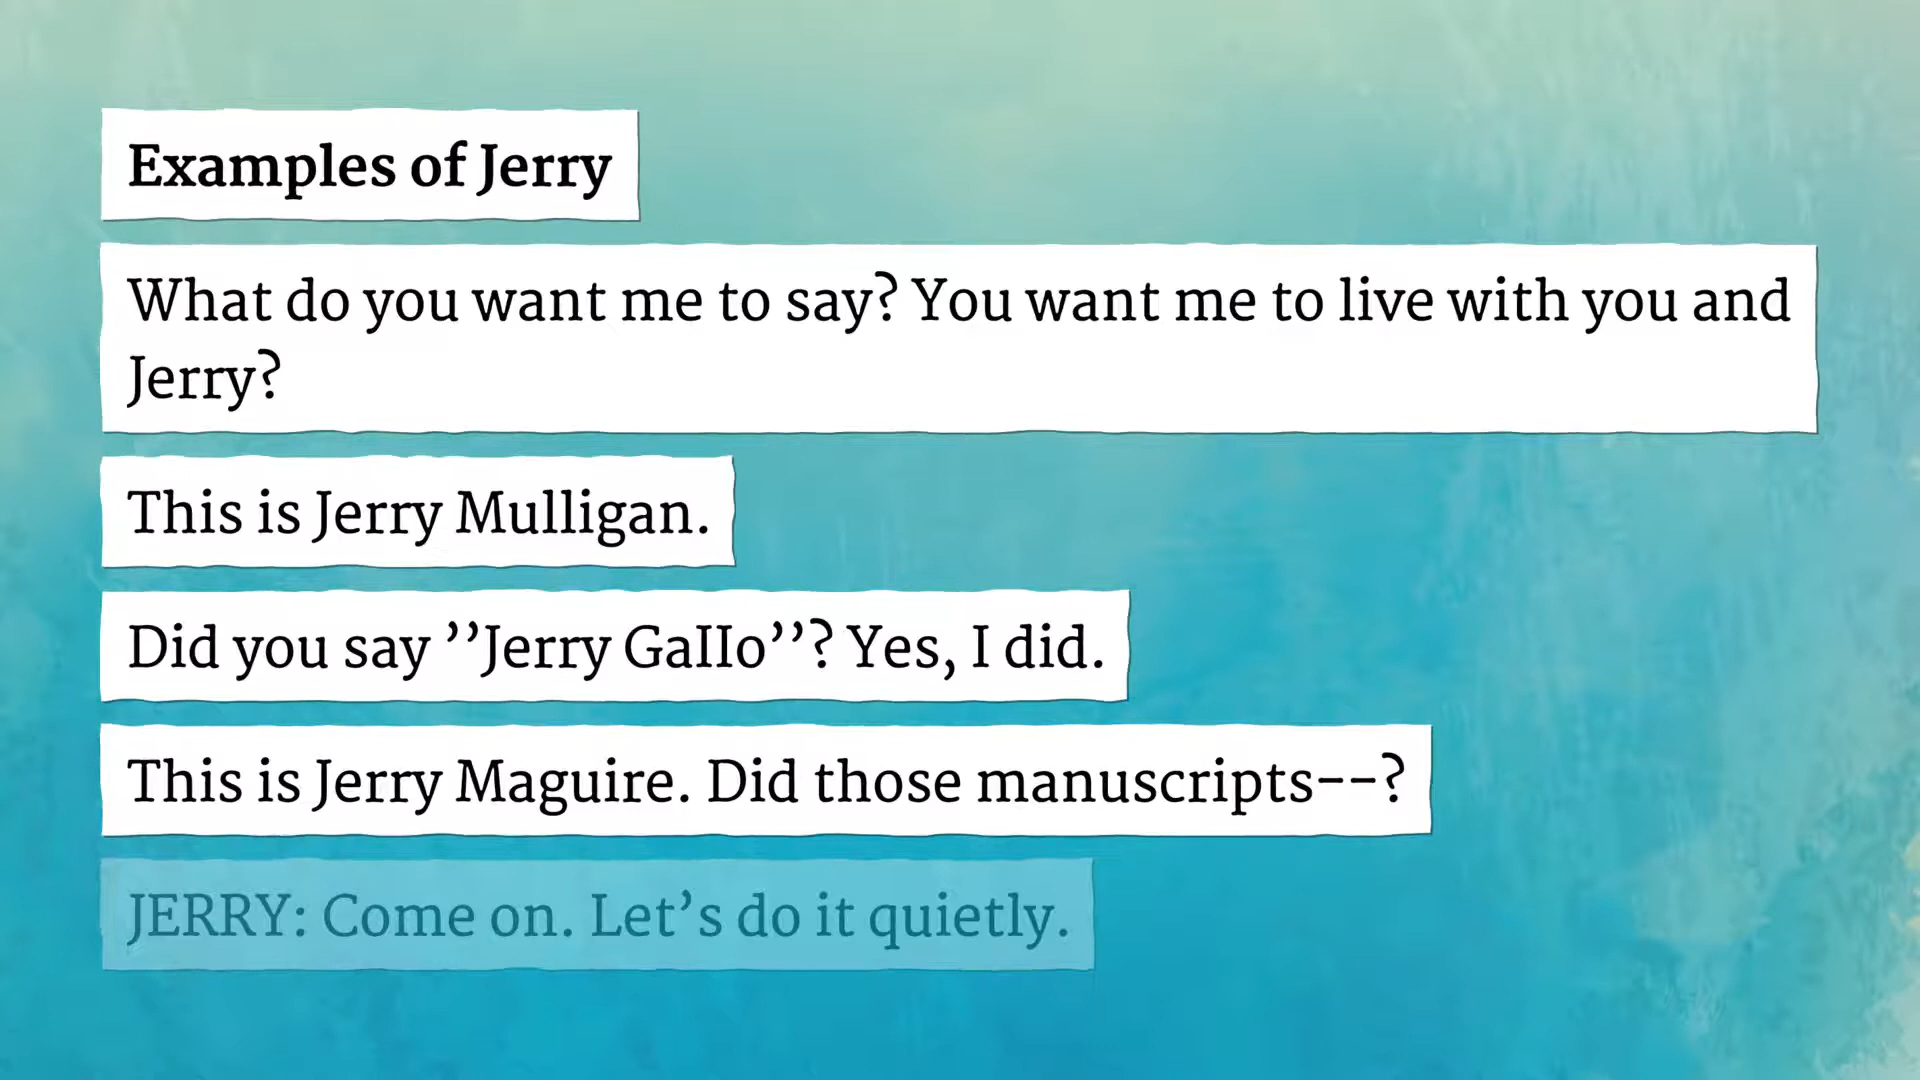 Examples of Jerry
What do you want me to say? You want me to live with you and
Jerry?
This is Jerry Mulligan.
Did you say ’’Jerry GaIIo’’? Yes, I did.
This is Jerry Maguire. Did those manuscripts--?
JERRY: Come on. Let’s do it quietly.